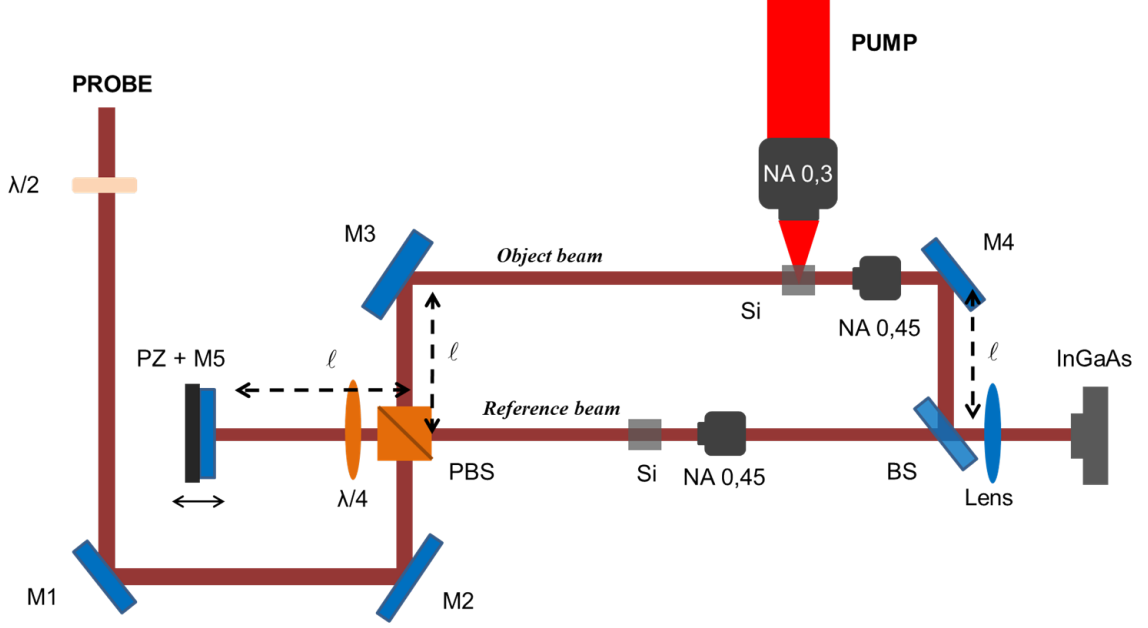 PUMP
PROBE
NA 0,3
λ/2
M3
M4
Object beam
Si
NA 0,45
PZ + M5
ℓ
ℓ
ℓ
InGaAs
Reference beam
PBS
Si
NA 0,45
BS
λ/4
Lens
M1
M2